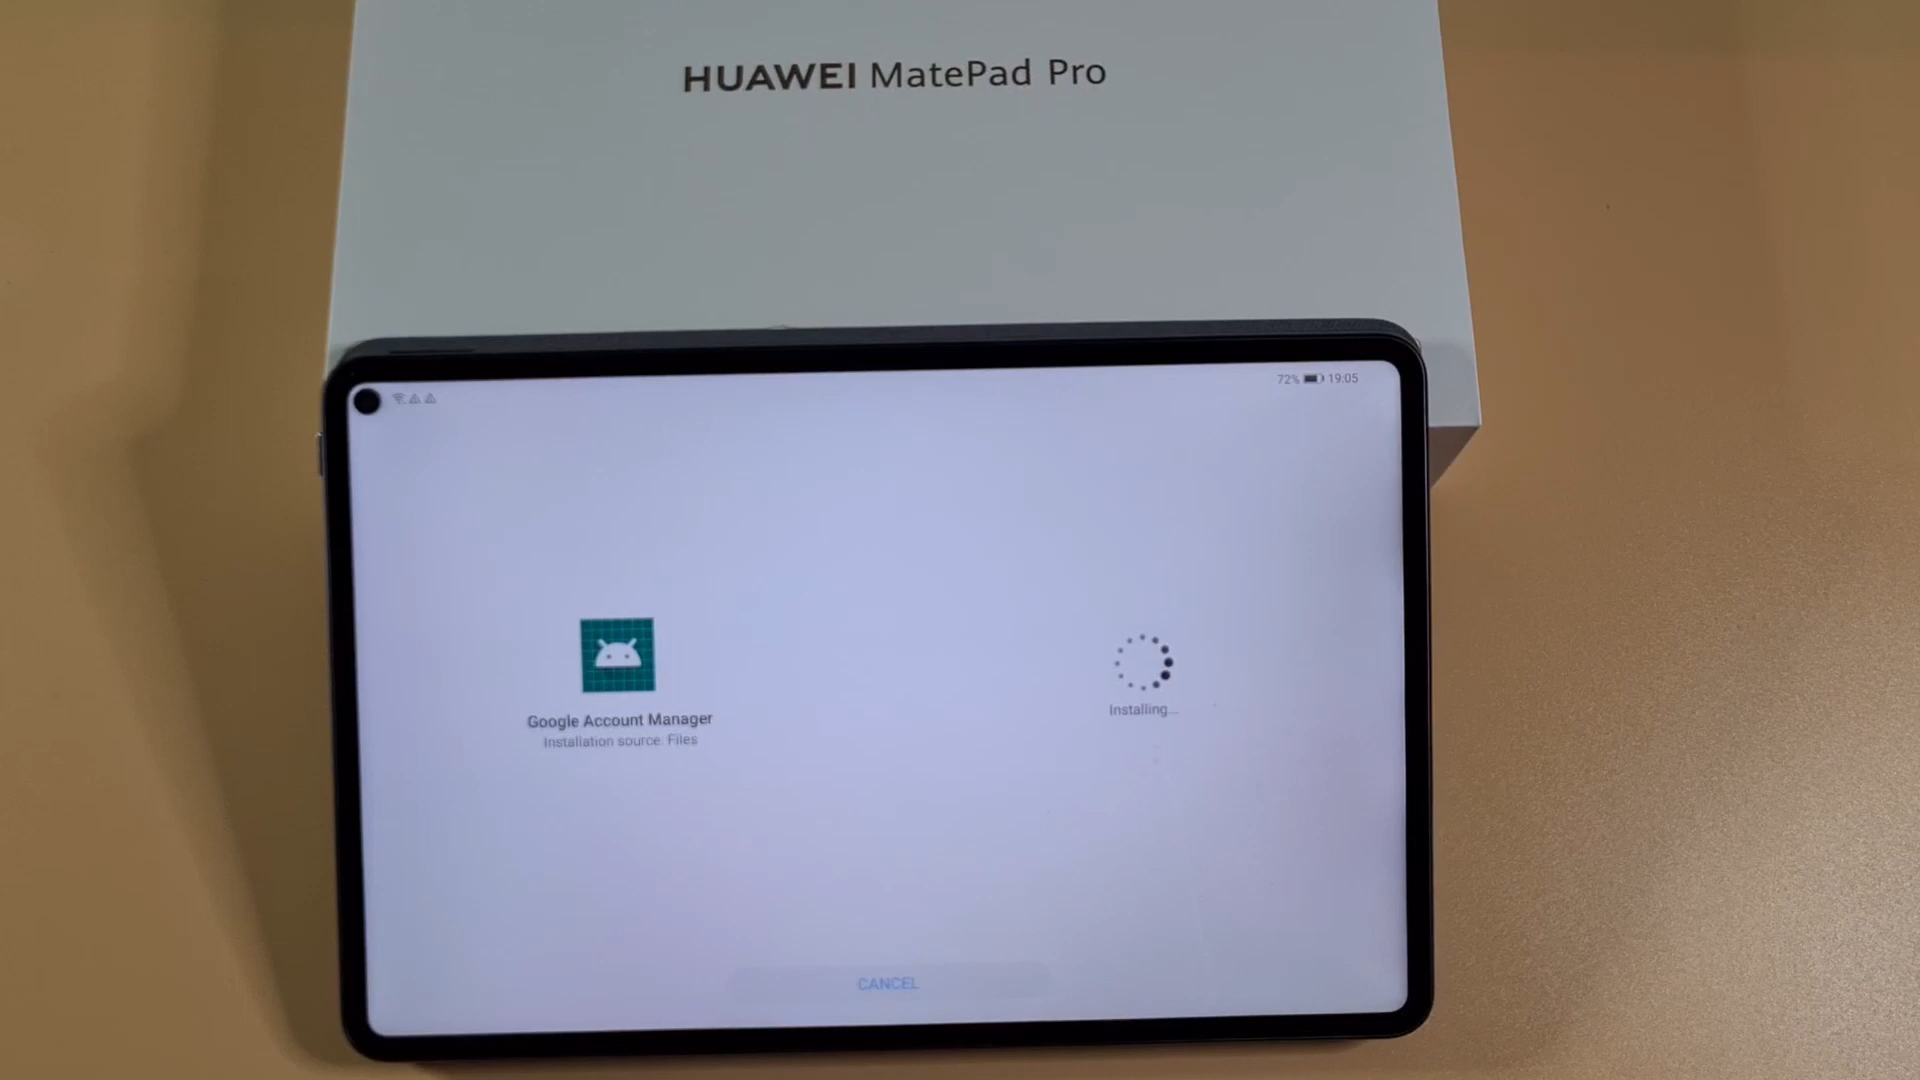 HUAWEI MatePad Pro
72% 19:05
Google Account Manager
Installation source: Files
Installing...
CANCEL